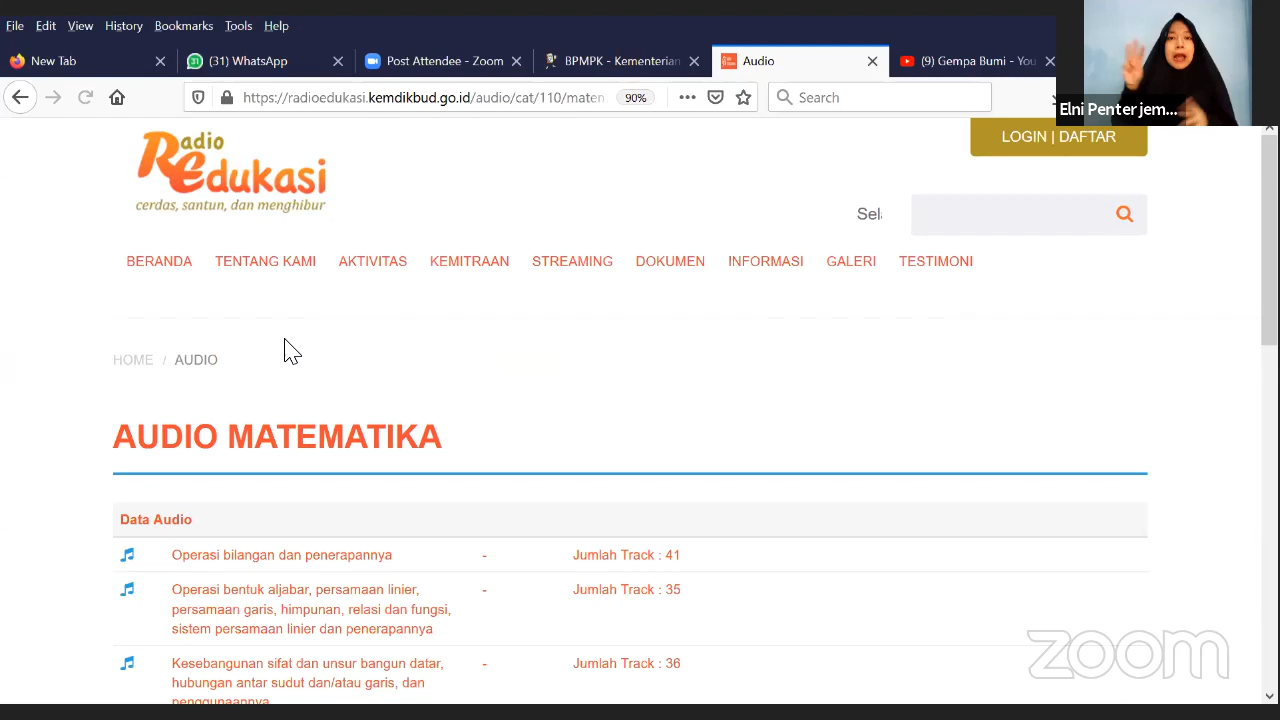 File Edit View History Bookmarks Tools Help
New Tab
(31) WhatsApp
Post Attendee - Zoom
BPMPK - Kementerian
Audio
(9) Gempa Bumi - You
https://radioedukasi.kemdikbud.go.id/audio/cat/110/maten
90%
Search
Elni Penterjem...
Radio
Edukasi
cerdas, santun, dan menghibur
LOGIN | DAFTAR
Sela
BERANDA TENTANG KAMI AKTIVITAS KEMITRAAN STREAMING DOKUMEN INFORMASI GALERI TESTIMONI
HOME / AUDIO
AUDIO MATEMATIKA
Data Audio
Operasi bilangan dan penerapannya - Jumlah Track : 41
Operasi bentuk aljabar, persamaan linier, - Jumlah Track : 35
persamaan garis, himpunan, relasi dan fungsi,
sistem persamaan linier dan penerapannya
Kesebangunan sifat dan unsur bangun datar, - Jumlah Track : 36
hubungan antar sudut dan/atau garis, dan
penggunaannya
zoom